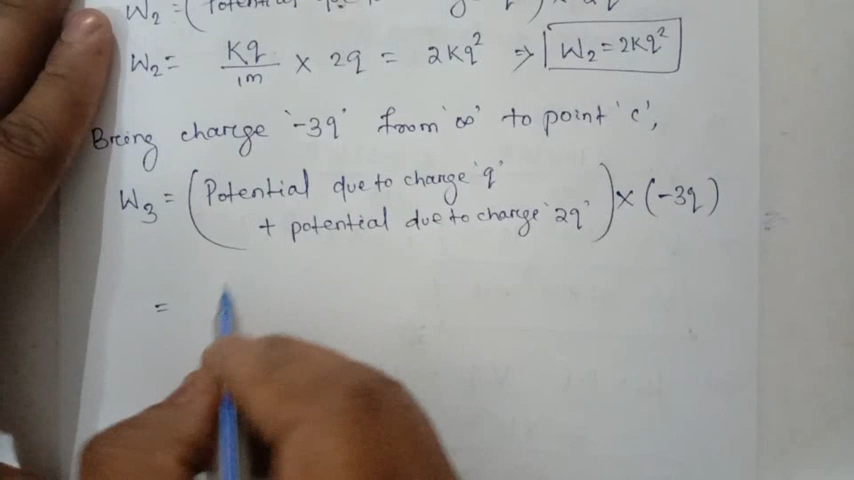 W₂ = (
W₂ = Kq/1m × 2q = 2Kq² ⇒ W₂ = 2Kq²
Bring charge '-3q' from '∞' to point 'c',
W₃ = (Potential due to charge 'q'
+ potential due to charge '2q') × (-3q)
=